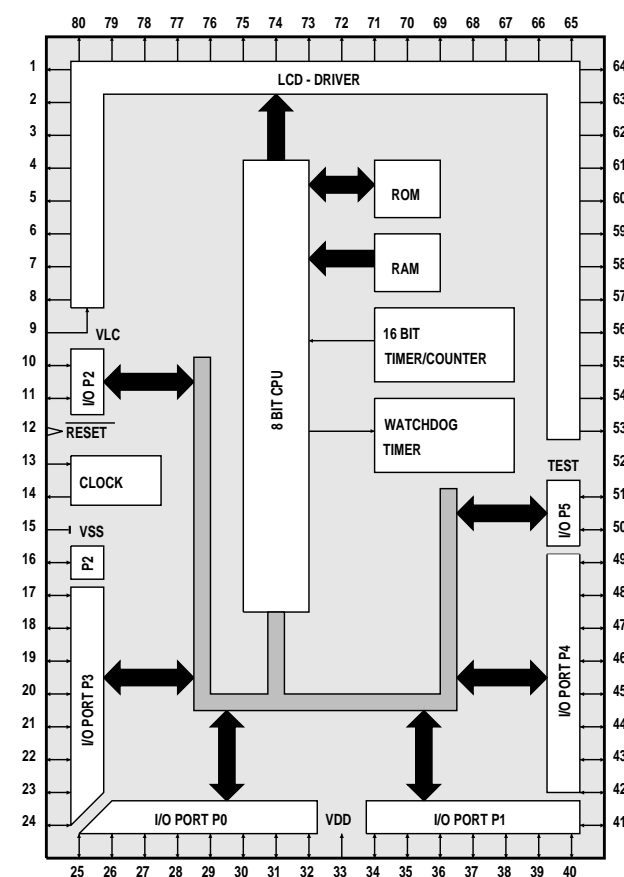 80 79 78 77 76 75 74 73 72 71 70 69 68 67 66 65
1 64
LCD - DRIVER
2 63
3 62
4 61
ROM
5 60
6 59
RAM
7 58
8 57
9 VLC 56
16 BIT
TIMER/COUNTER
10 55
I/O P2
11 54
8 BIT CPU
WATCHDOG
TIMER
12 RESET 53
13 TEST 52
CLOCK
14 51
I/O P5
15 VSS 50
16 P2 49
17 48
18 47
I/O PORT P3
I/O PORT P4
19 46
20 45
21 44
22 43
23 42
24 I/O PORT P0 VDD I/O PORT P1 41
25 26 27 28 29 30 31 32 33 34 35 36 37 38 39 40